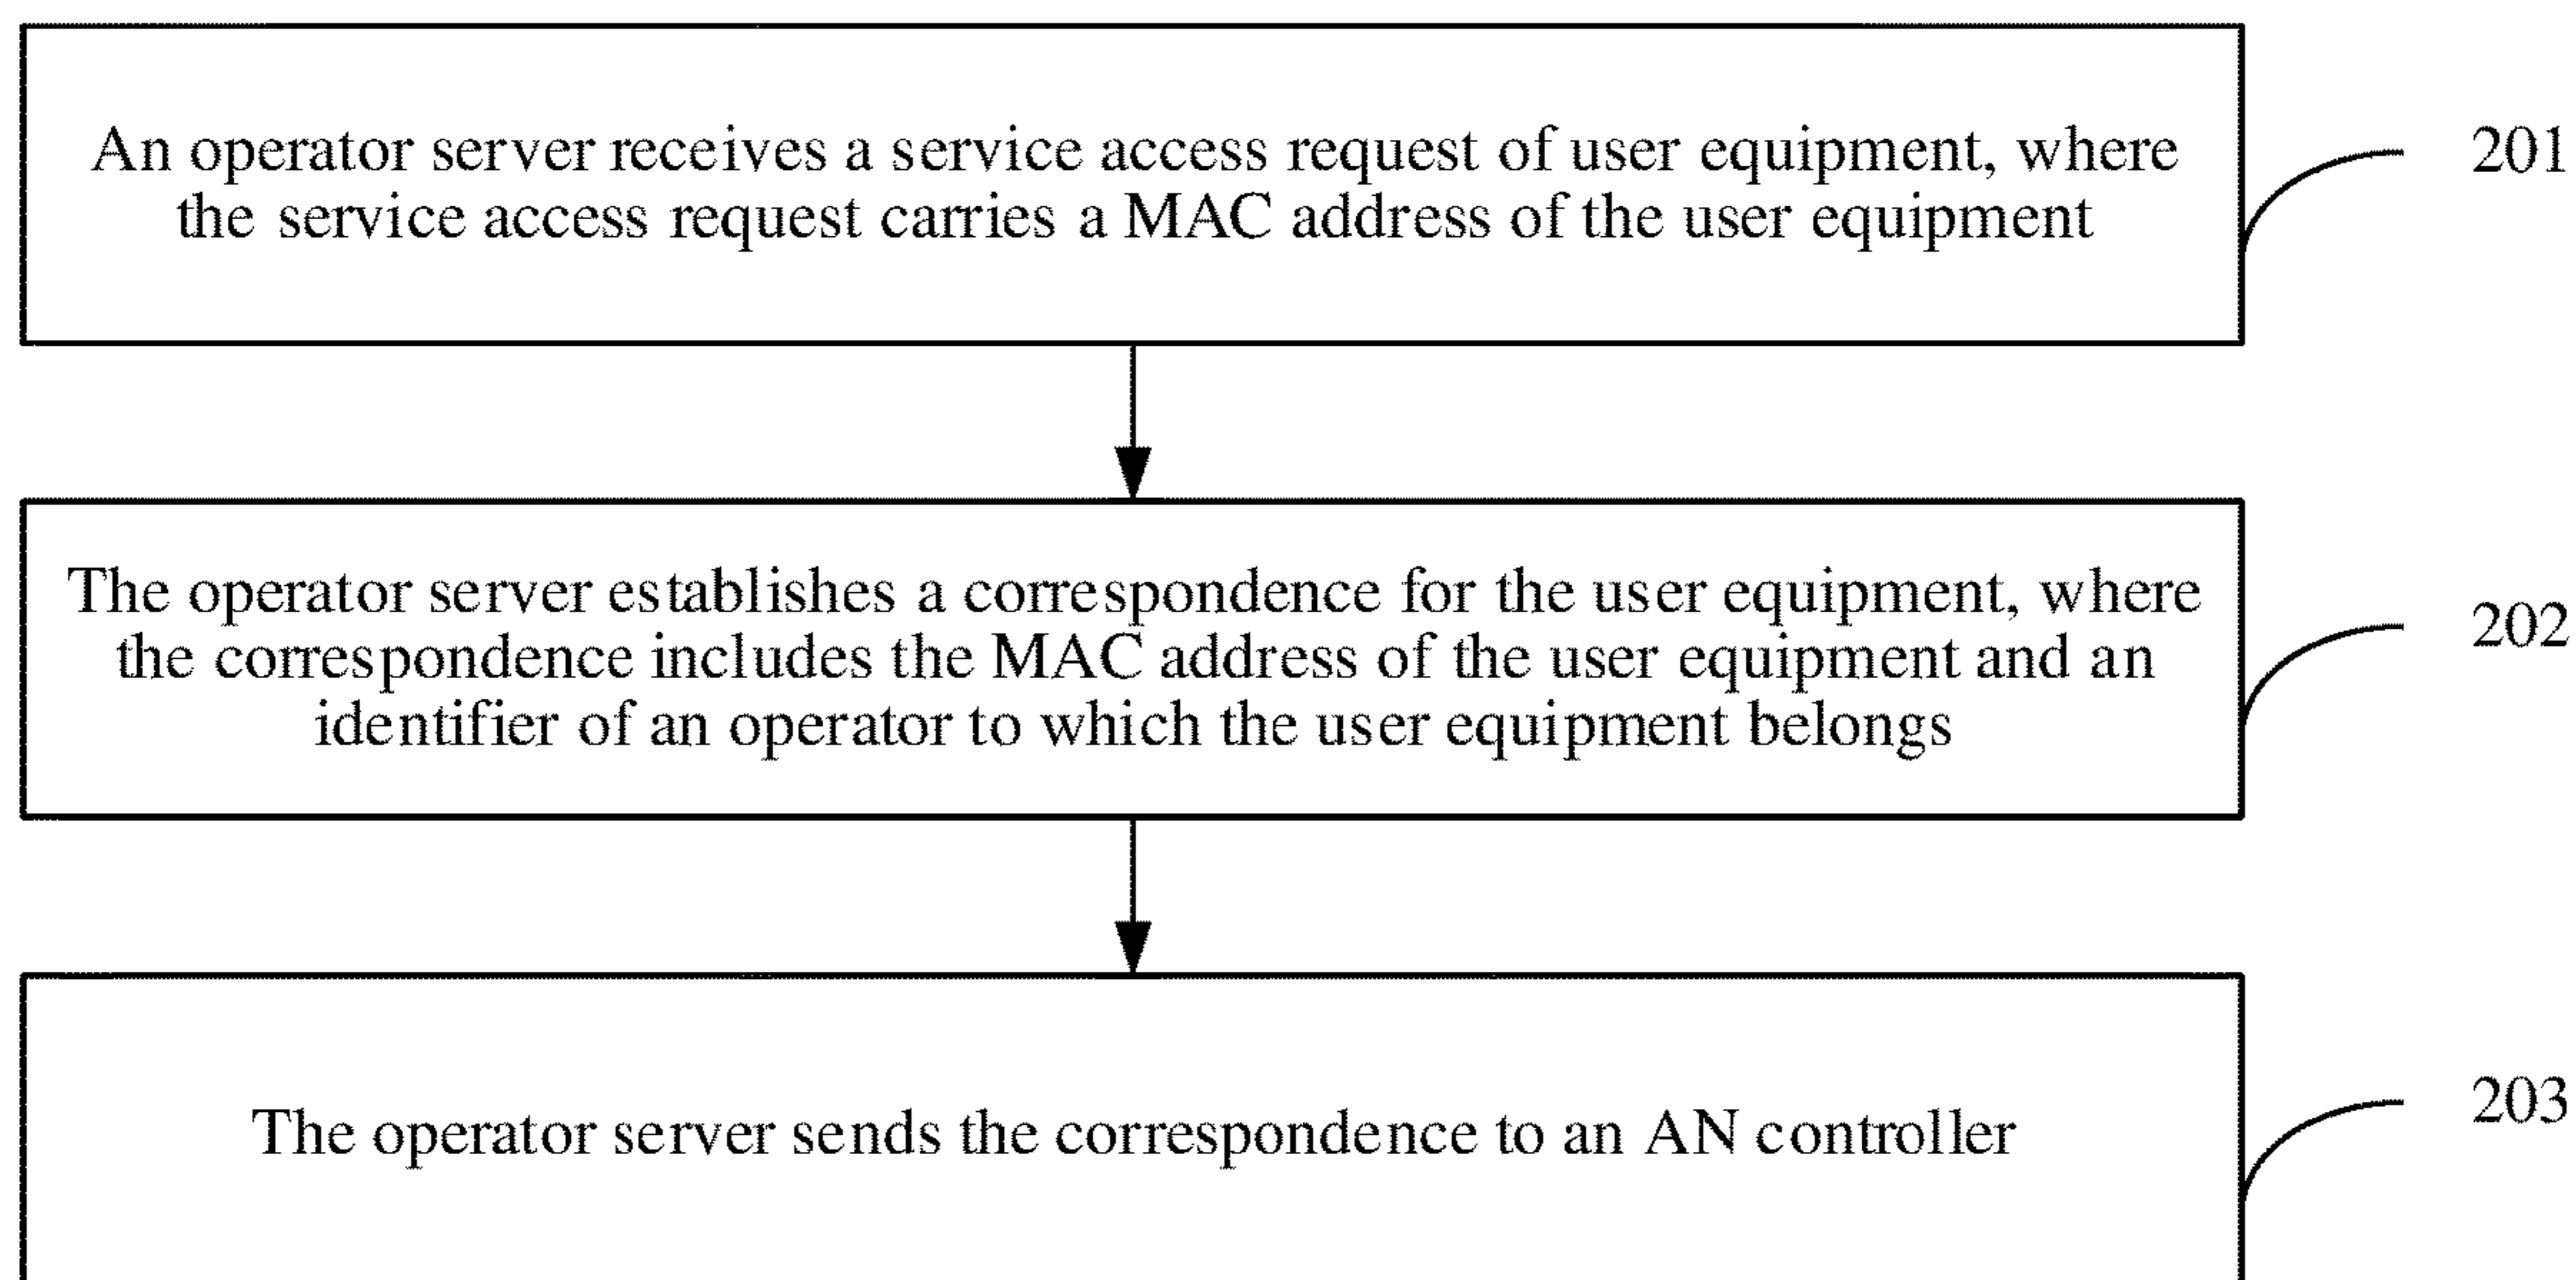 An operator server receives a service access request of user equipment, where
the service access request carries a MAC address of the user equipment
201
The operator server establishes a correspondence for the user equipment, where
the correspondence includes the MAC address of the user equipment and an
identifier of an operator to which the user equipment belongs
202
The operator server sends the correspondence to an AN controller
203